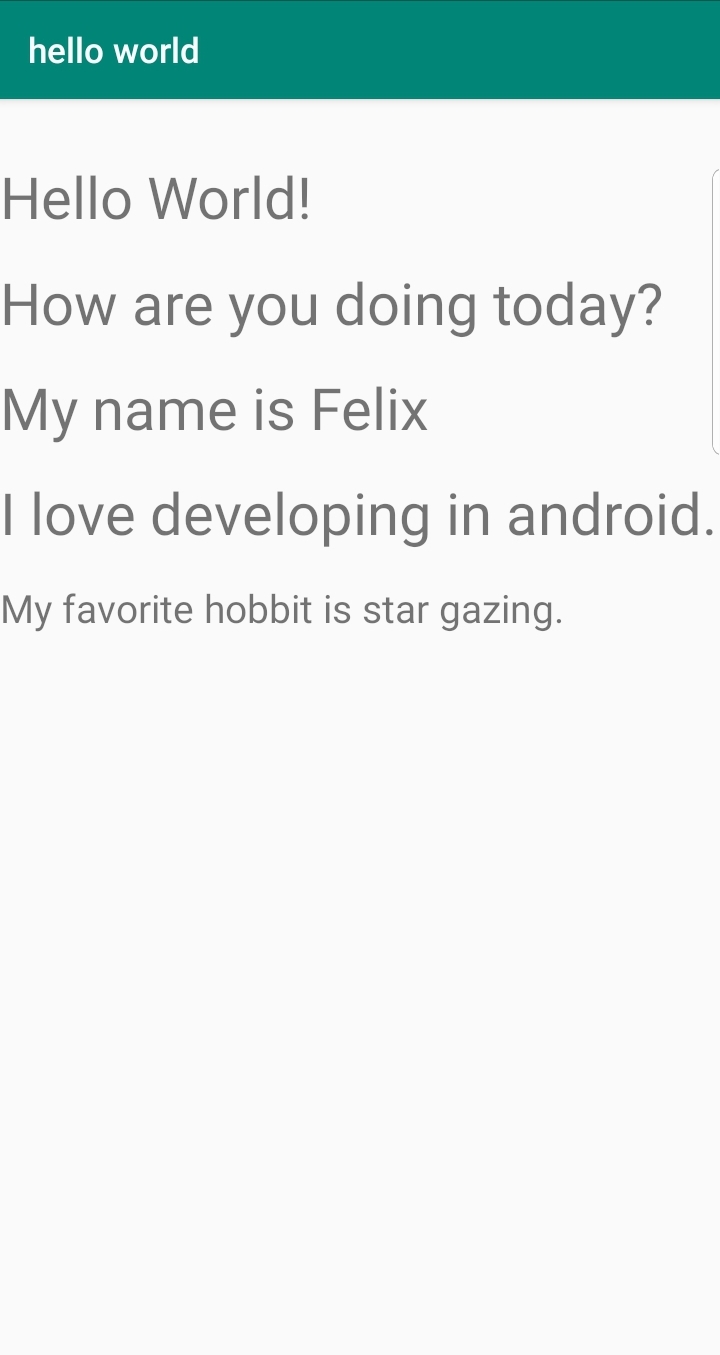 hello world
Hello World!
How are you doing today?
My name is Felix
I love developing in android.
My favorite hobbit is star gazing.